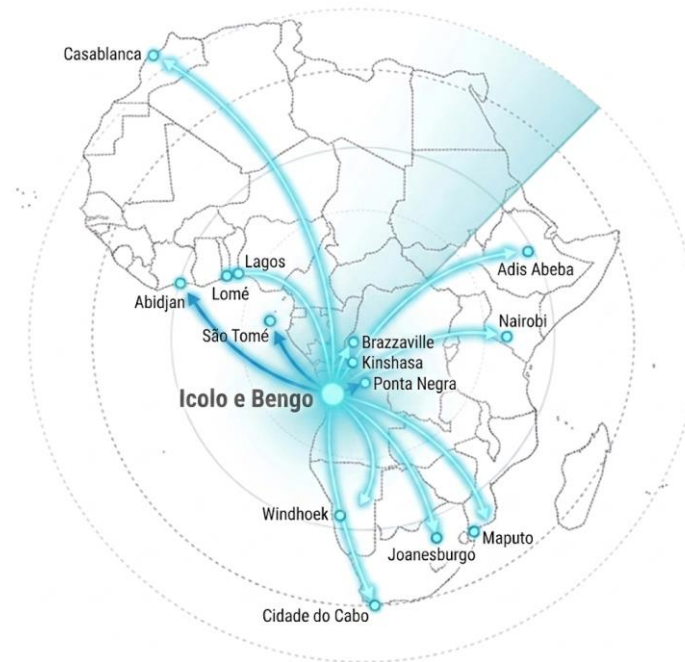 Casablanca
Lagos
Adis Abeba
Lomé
Abidjan
São Tomé
Nairobi
Brazzaville
Kinshasa
Ponta Negra
Icolo e Bengo
Windhoek
Maputo
Joanesburgo
Cidade do Cabo